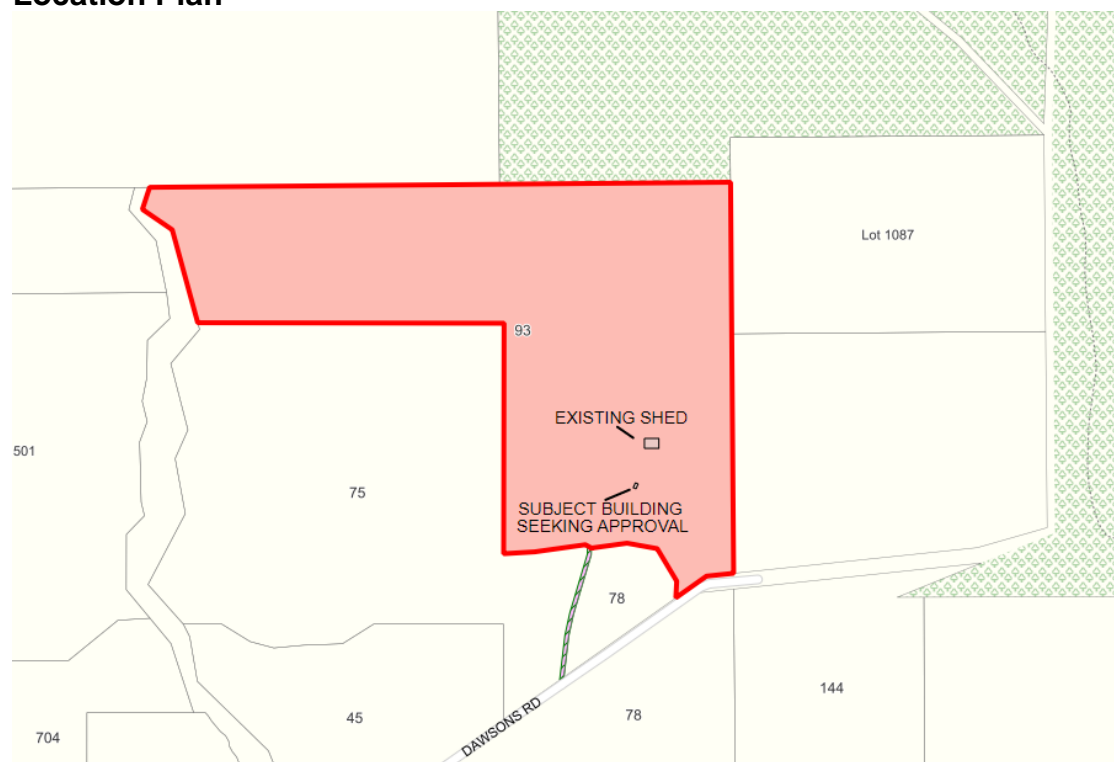 Location Plan
Lot 1087
93
EXISTING SHED
501
75
SUBJECT BUILDING
SEEKING APPROVAL
78
144
DAWSONS RD
45
78
704